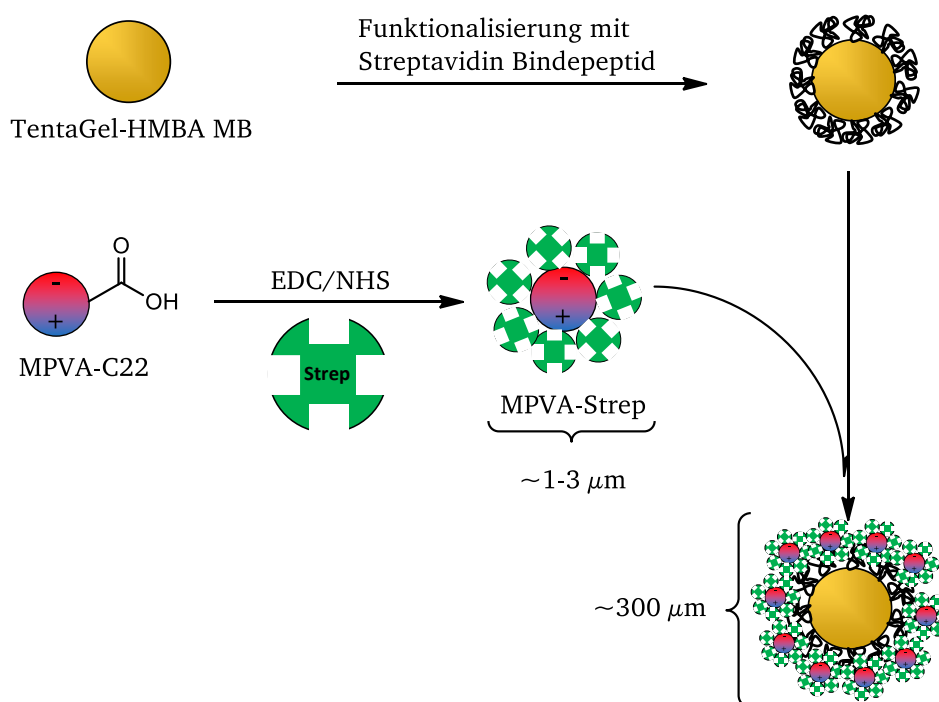 Funktionalisierung mit
Streptavidin Bindepeptid
TentaGel-HMBA MB
O
OH
-
+
MPVA-C22
EDC/NHS
Strep
-
+
MPVA-Strep
~1-3 μm
~300 μm